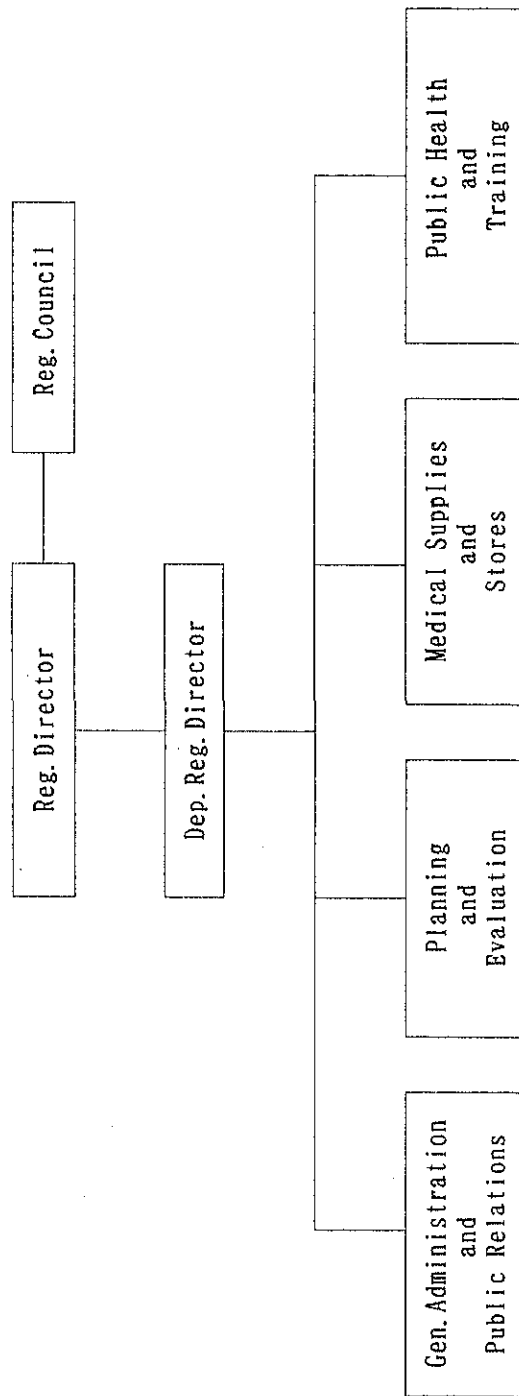 Reg.Director
Reg.Council
Dep.Reg.Director
Gen.Administration
and
Public Relations
Planning
and
Evaluation
Medical Supplies
and
Stores
Public Health
and
Training